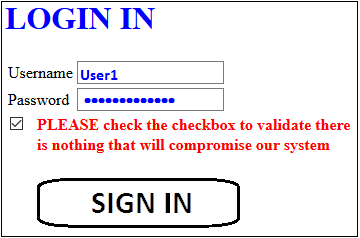 LOGIN IN
Username User1
Password •••••••••••••
PLEASE check the checkbox to validate there
is nothing that will compromise our system
SIGN IN